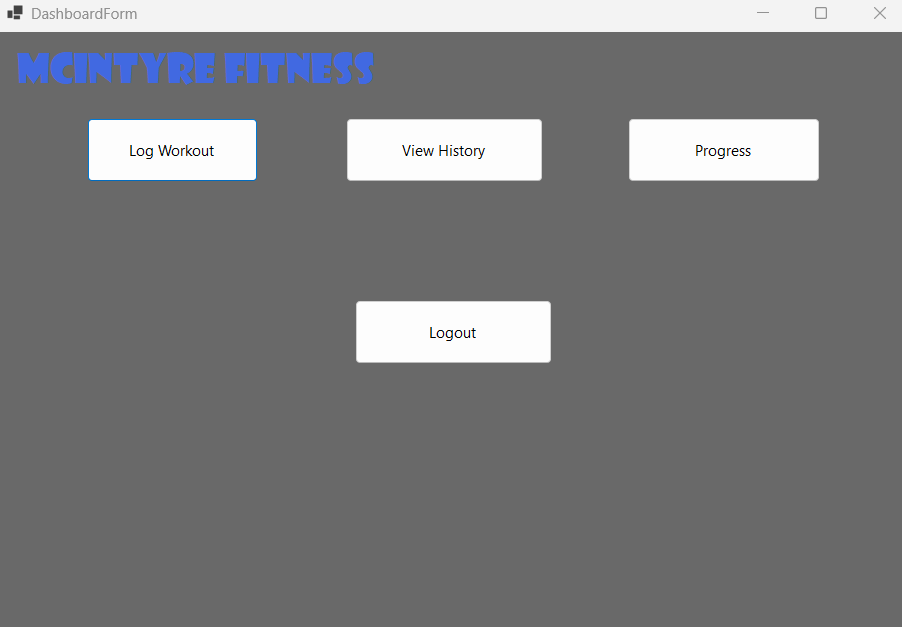 DashboardForm
MCINTYRE FITNESS
Log Workout
View History
Progress
Logout